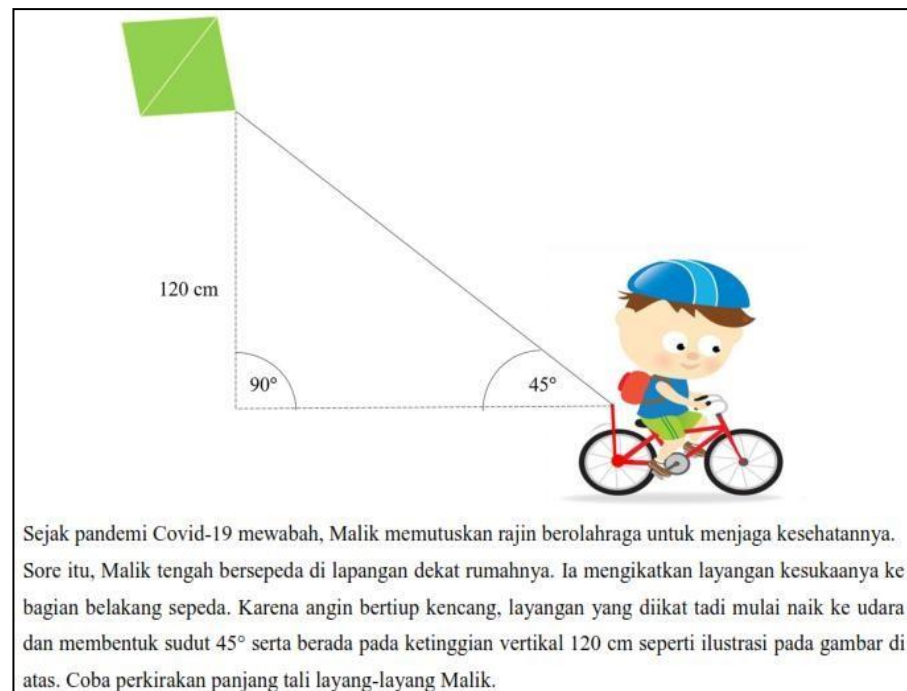 120 cm
90°
45°
Sejak pandemi Covid-19 mewabah, Malik memutuskan rajin berolahraga untuk menjaga kesehatannya.
Sore itu, Malik tengah bersepeda di lapangan dekat rumahnya. Ia mengikatkan layangan kesukaanya ke
bagian belakang sepeda. Karena angin bertiup kencang, layangan yang diikat tadi mulai naik ke udara
dan membentuk sudut 45° serta berada pada ketinggian vertikal 120 cm seperti ilustrasi pada gambar di
atas. Coba perkirakan panjang tali layang-layang Malik.